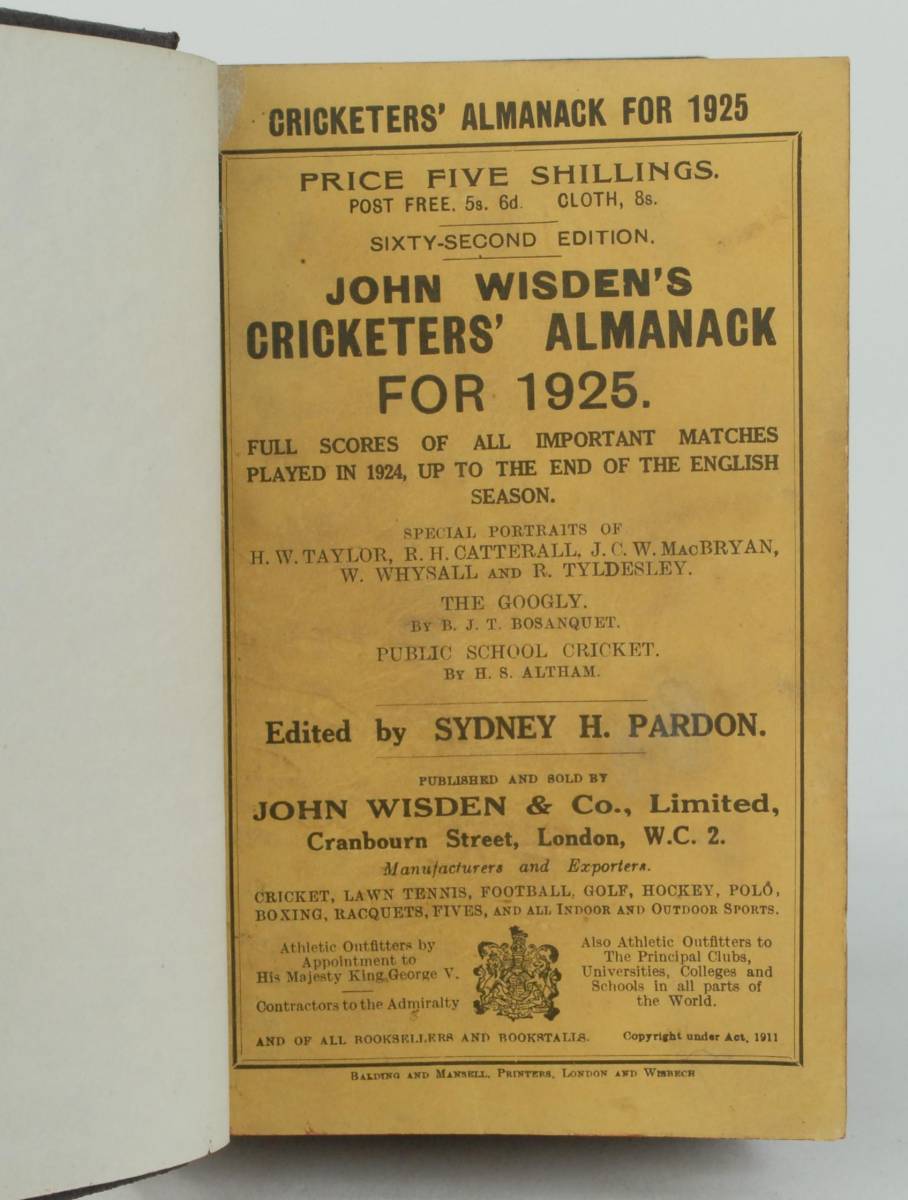 CRICKETERS' ALMANACK FOR 1925
PRICE FIVE SHILLINGS.
POST FREE. 5s. 6d. CLOTH, 8s.
SIXTY-SECOND EDITION.
JOHN WISDEN'S
CRICKETERS' ALMANACK
FOR 1925.
FULL SCORES OF ALL IMPORTANT MATCHES
PLAYED IN 1924, UP TO THE END OF THE ENGLISH
SEASON.
SPECIAL PORTRAITS OF
H. W. TAYLOR, R. H. CATTERALL, J. C. W. MACBRYAN,
W. WHYSALL AND R. TYLDESLEY.
THE GOOGLY.
BY B. J. T. BOSANQUET.
PUBLIC SCHOOL CRICKET.
BY H. S. ALTHAM.
Edited by SYDNEY H. PARDON.
PUBLISHED AND SOLD BY
JOHN WISDEN & Co., Limited,
Cranbourn Street, London, W.C. 2.
Manufacturers and Exporters.
CRICKET, LAWN TENNIS, FOOTBALL, GOLF, HOCKEY, POLO,
BOXING, RACQUETS, FIVES, AND ALL INDOOR AND OUTDOOR SPORTS.
Athletic Outfitters by
Appointment to
His Majesty King George V.
Contractors to the Admiralty
Also Athletic Outfitters to
The Principal Clubs,
Universities, Colleges and
Schools in all parts of
the World.
AND OF ALL BOOKSELLERS AND BOOKSTALLS. Copyright under Act, 1911
BALDING AND MANSELL, PRINTERS, LONDON AND WISBECH